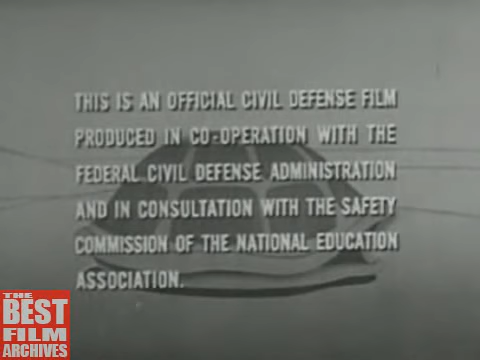 THIS IS AN OFFICIAL CIVIL DEFENSE FILM
PRODUCED IN CO-OPERATION WITH THE
FEDERAL CIVIL DEFENSE ADMINISTRATION
AND IN CONSULTATION WITH THE SAFETY
COMMISSION OF THE NATIONAL EDUCATION
ASSOCIATION.
THE
BEST
FILM
ARCHIVES